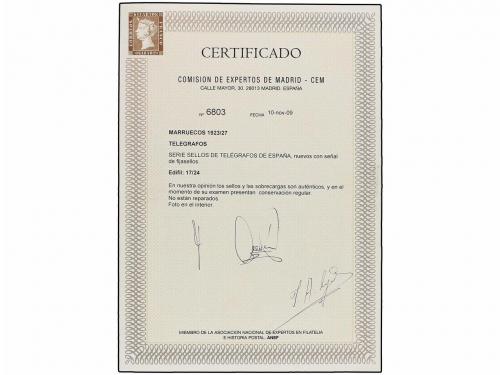 CERTIFICADO
COMISION DE EXPERTOS DE MADRID - CEM
CALLE MAYOR, 30. 28013 MADRID. ESPAÑA
Nº 6803 FECHA 10-nov-09
MARRUECOS 1923/27
TELEGRAFOS
SERIE SELLOS DE TELÉGRAFOS DE ESPAÑA, nuevos con señal
de fijasellos.
Edifil: 17/24
En nuestra opinión los sellos y las sobrecargas son auténticos, y en el
momento de su examen presentan conservación regular.
No están reparados.
Foto en el interior.
MIEMBRO DE LA ASOCIACION NACIONAL DE EXPERTOS EN FILATELIA
E HISTORIA POSTAL. ANEF